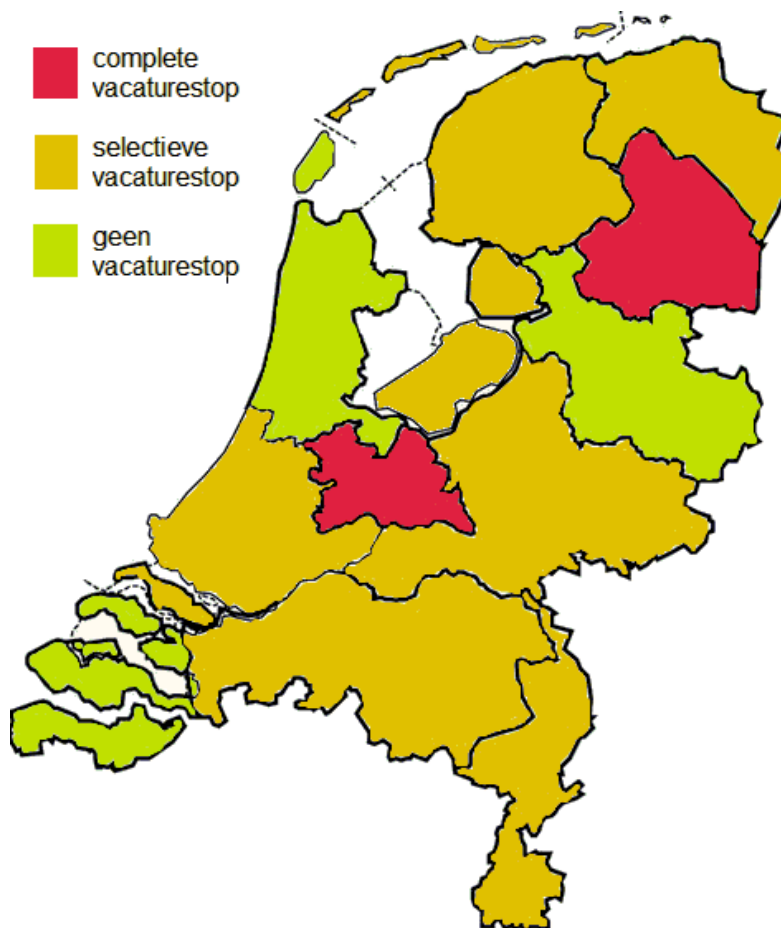 complete
vacaturestop
selectieve
vacaturestop
geen
vacaturestop